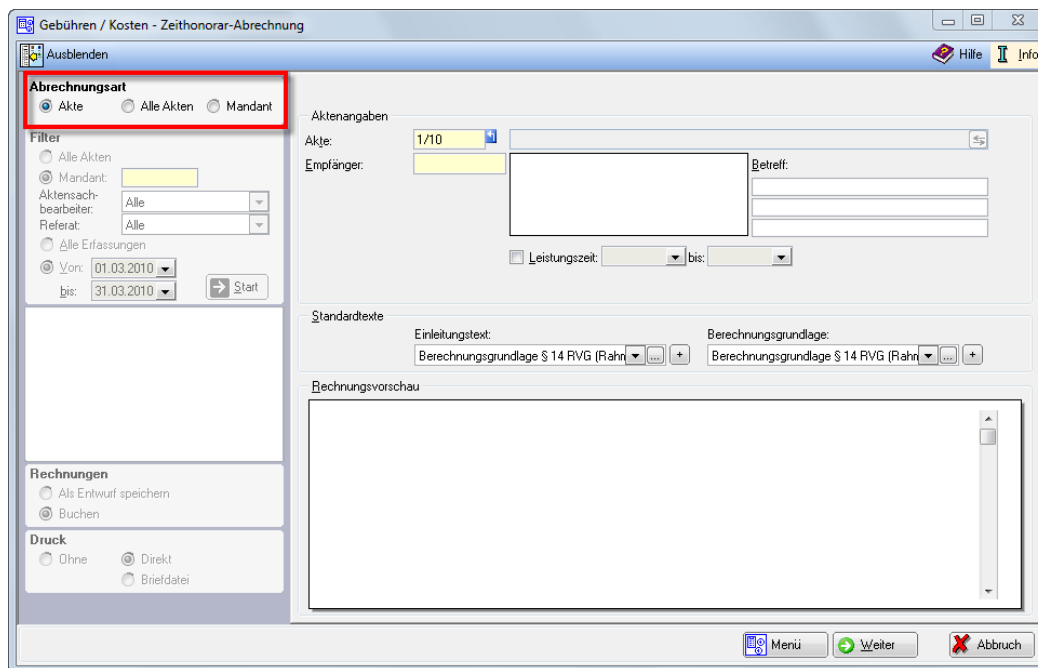 Gebühren / Kosten - Zeithonorar-Abrechnung
Ausblenden
Hilfe
Info
Abrechnungsart
Akte Alle Akten Mandant
Filter
Alle Akten
Mandant:
Aktensach-
bearbeiter: Alle
Referat: Alle
Alle Erfassungen
Von: 01.03.2010
bis: 31.03.2010 Start
Rechnungen
Als Entwurf speichern
Buchen
Druck
Ohne Direkt
Briefdatei
Aktenangaben
Akte: 1/10
Empfänger: Betreff:
Leistungszeit: bis:
Standardtexte
Einleitungstext: Berechnungsgrundlage:
Berechnungsgrundlage § 14 RVG (Rahn ... + Berechnungsgrundlage § 14 RVG (Rahn ... +
Rechnungsvorschau
Menü Weiter Abbruch